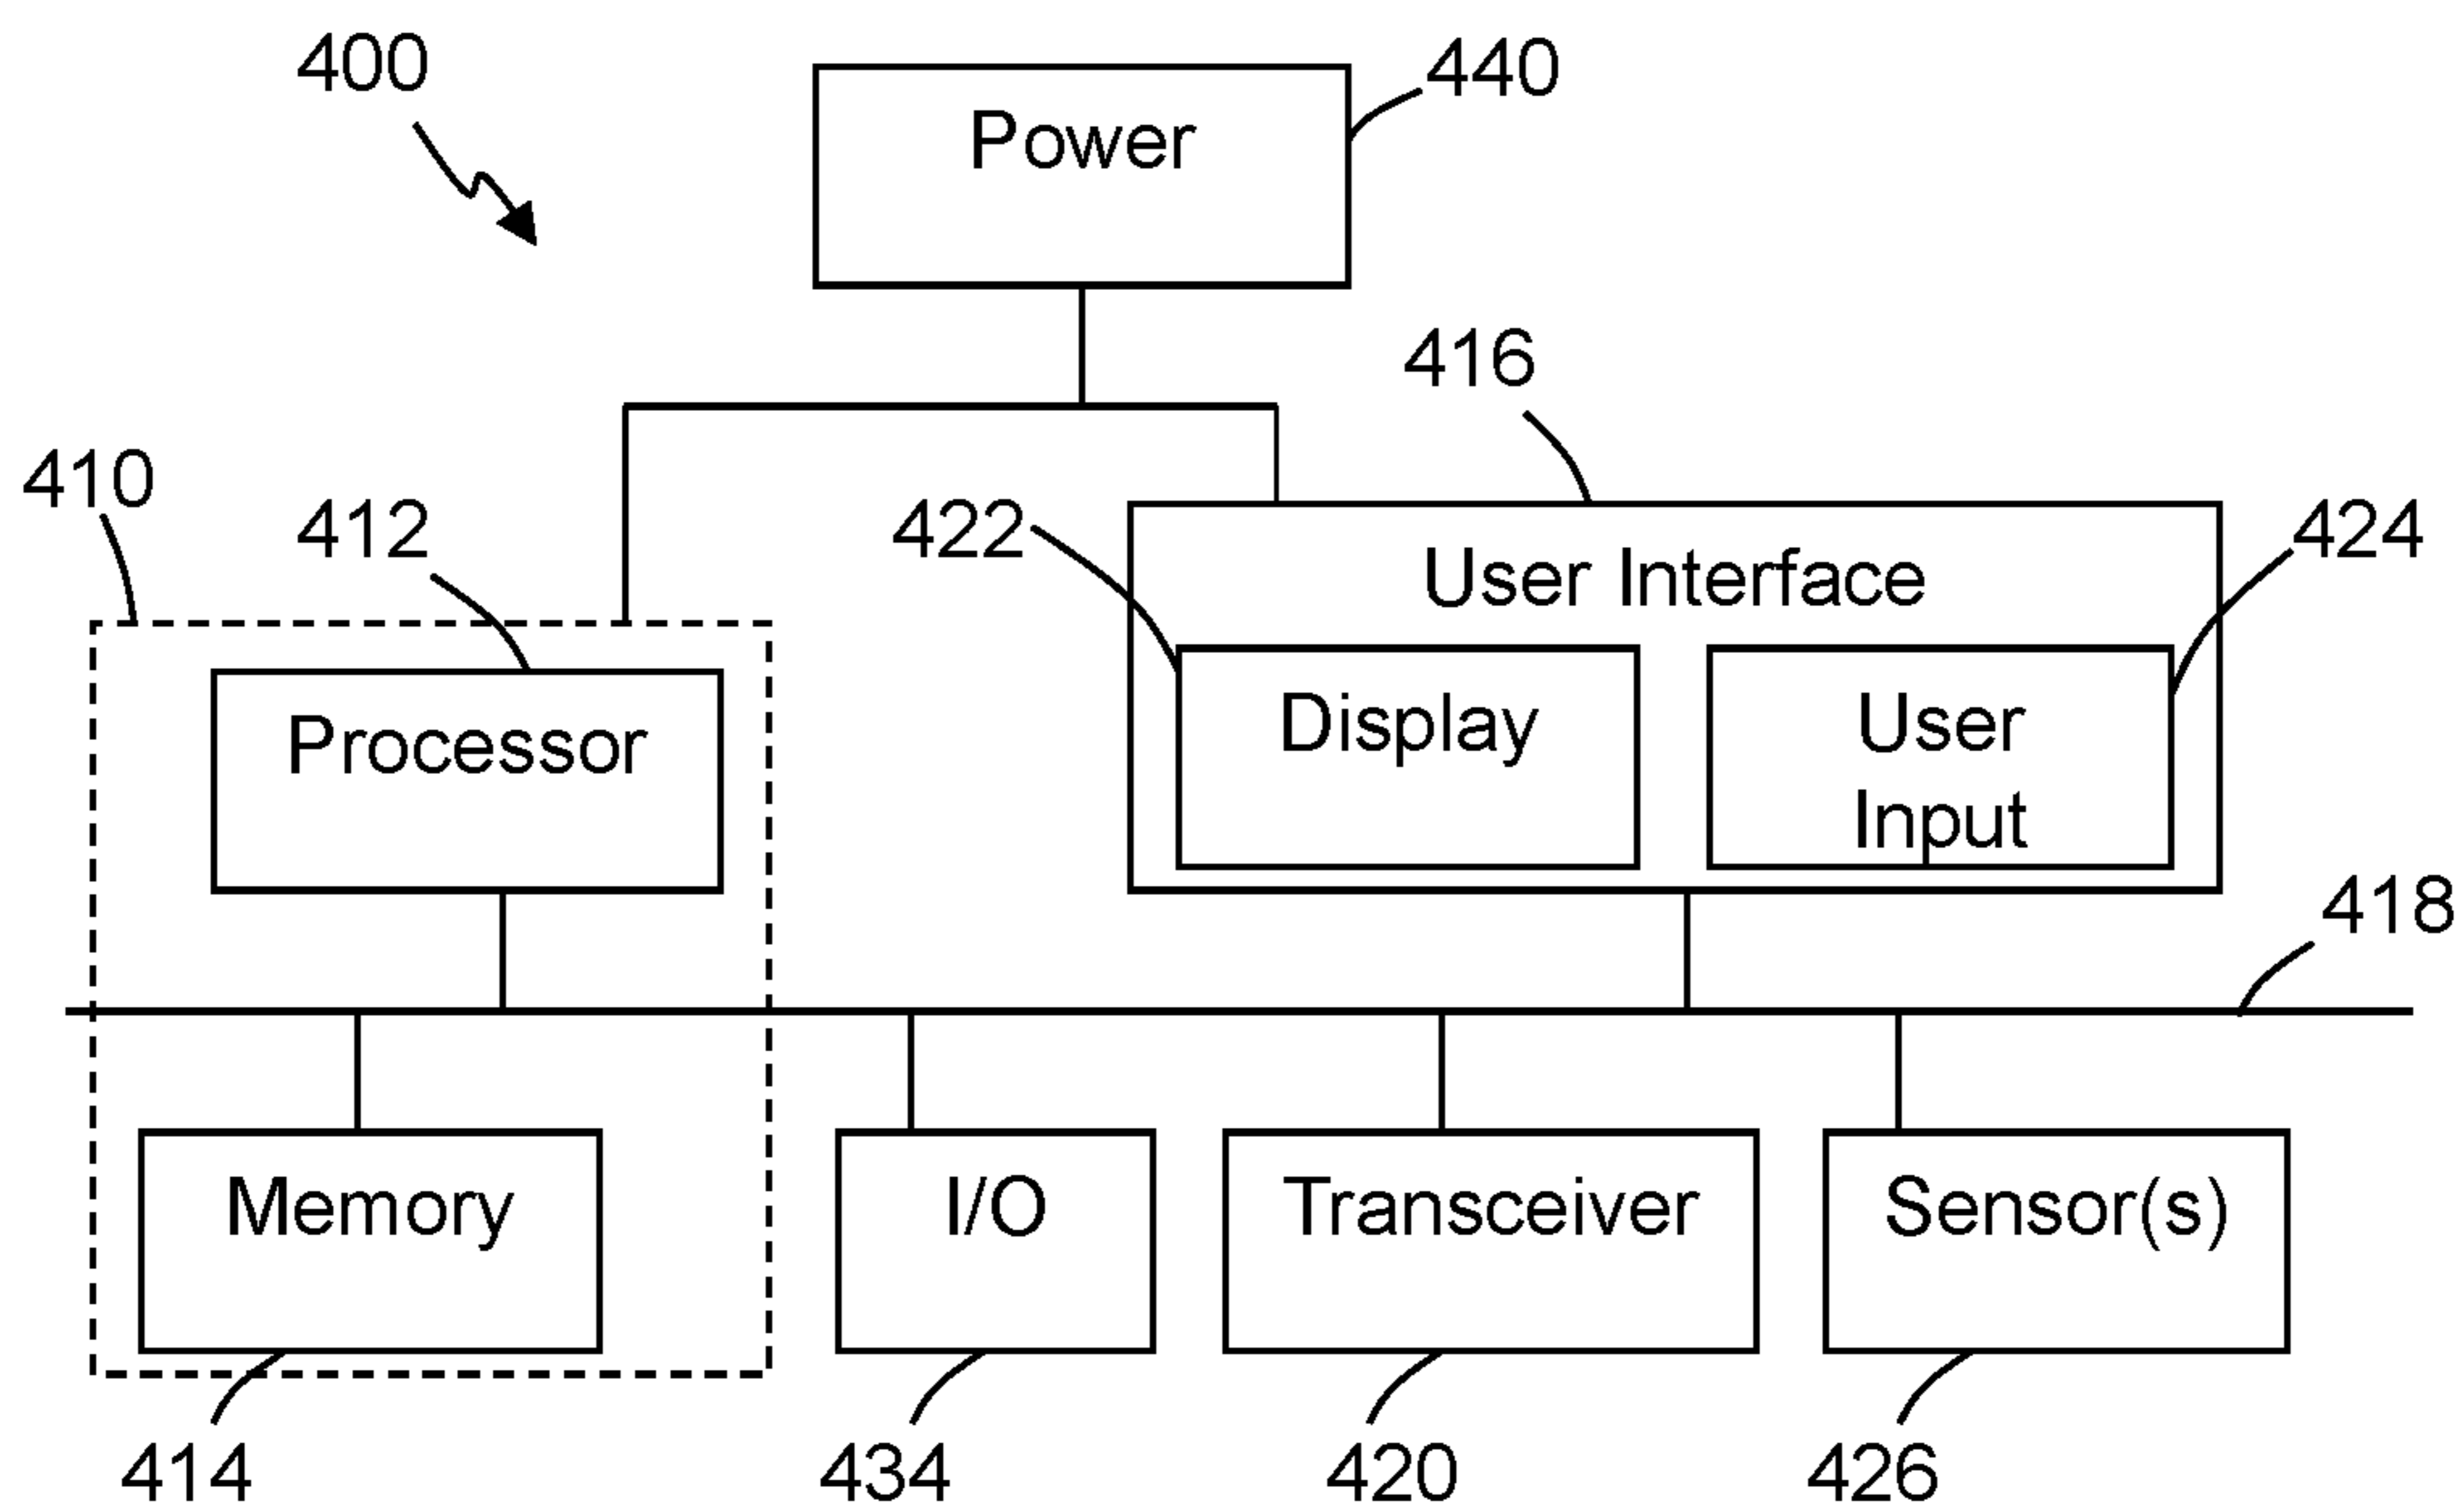 400
Power
440
416
410
412
422
424
User Interface
Processor
Display
User
Input
418
Memory
I/O
Transceiver
Sensor(s)
414
434
420
426